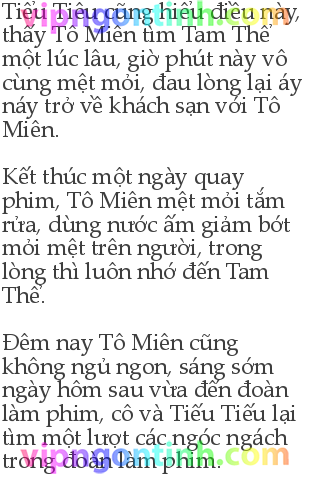 Tiểu Tiêu cũng hiểu điều này,
thấy Tô Miên tìm Tam Thể
một lúc lâu, giờ phút này vô
cùng mệt mỏi, đau lòng lại áy
náy trở về khách sạn với Tô
Miên.
Kết thúc một ngày quay
phim, Tô Miên mệt mỏi tắm
rửa, dùng nước ấm giảm bớt
mỏi mệt trên người, trong
lòng thì luôn nhớ đến Tam
Thể.
Đêm nay Tô Miên cũng
không ngủ ngon, sáng sớm
ngày hôm sau vừa đến đoàn
làm phim, cô và Tiếu Tiếu lại
tìm một lượt các ngóc ngách
trong đoàn làm phim.
vipngontinh.com
vipngontinh.com